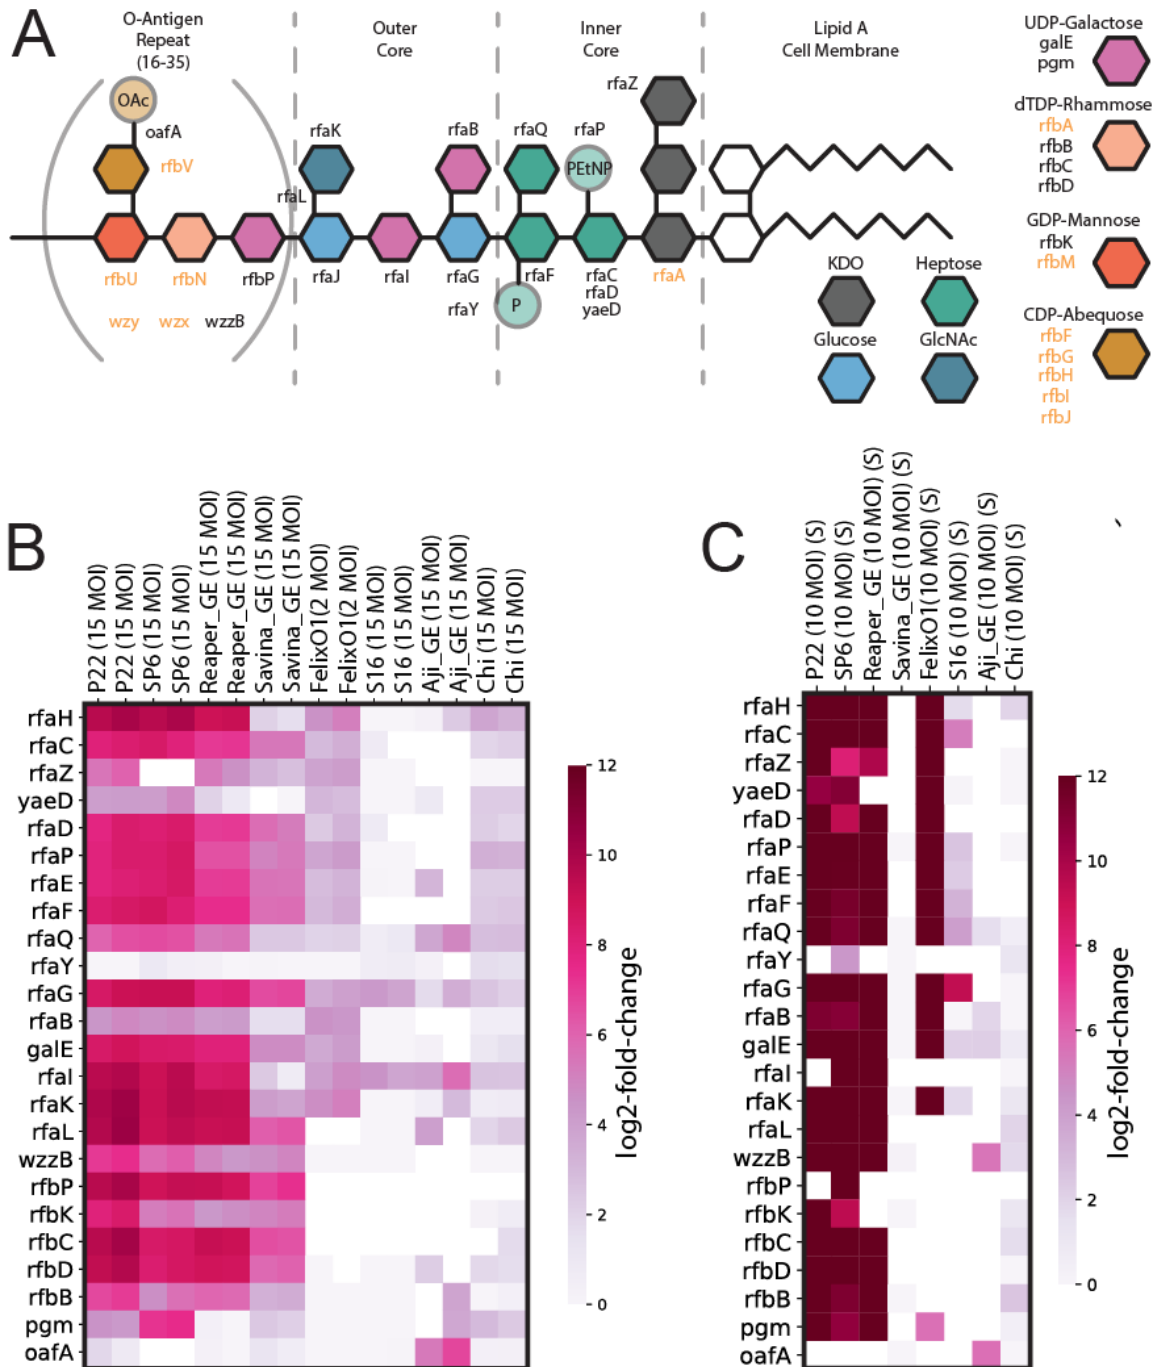 A
O-Antigen
Repeat
(16-35)
Outer
Core
Inner
Core
Lipid A
Cell Membrane
UDP-Galactose
galE
pgm
dTDP-Rhammose
rfbA
rfbB
rfbC
rfbD
GDP-Mannose
rfbK
rfbM
CDP-Abequose
rfbF
rfbG
rfbH
rfbI
rfbJ
OAc
oafA
rfbV
rfaK
rfaL
rfaB
rfaQ
rfaP
PEtNP
rfaZ
rfbU
rfbN
rfbP
rfaJ
rfaI
rfaG
rfaF
rfaC
rfaD
yaeD
rfaA
wzy
wzx
wzzB
rfaY
P
KDO
Heptose
Glucose
GlcNAc
B
P22 (15 MOI)
P22 (15 MOI)
SP6 (15 MOI)
SP6 (15 MOI)
Reaper_GE (15 MOI)
Reaper_GE (15 MOI)
Savina_GE (15 MOI)
Savina_GE (15 MOI)
FelixO1(2 MOI)
FelixO1(2 MOI)
S16 (15 MOI)
S16 (15 MOI)
Aji_GE (15 MOI)
Aji_GE (15 MOI)
Chi (15 MOI)
Chi (15 MOI)
rfaH
rfaC
rfaZ
yaeD
rfaD
rfaP
rfaE
rfaF
rfaQ
rfaY
rfaG
rfaB
galE
rfaI
rfaK
rfaL
wzzB
rfbP
rfbK
rfbC
rfbD
rfbB
pgm
oafA
12
10
8
6
4
2
0
log2-fold-change
C
P22 (10 MOI) (S)
SP6 (10 MOI) (S)
Reaper_GE (10 MOI) (S)
Savina_GE (10 MOI) (S)
FelixO1(10 MOI) (S)
S16 (10 MOI) (S)
Aji_GE (10 MOI) (S)
Chi (10 MOI) (S)
rfaH
rfaC
rfaZ
yaeD
rfaD
rfaP
rfaE
rfaF
rfaQ
rfaY
rfaG
rfaB
galE
rfaI
rfaK
rfaL
wzzB
rfbP
rfbK
rfbC
rfbD
rfbB
pgm
oafA
12
10
8
6
4
2
0
log2-fold-change